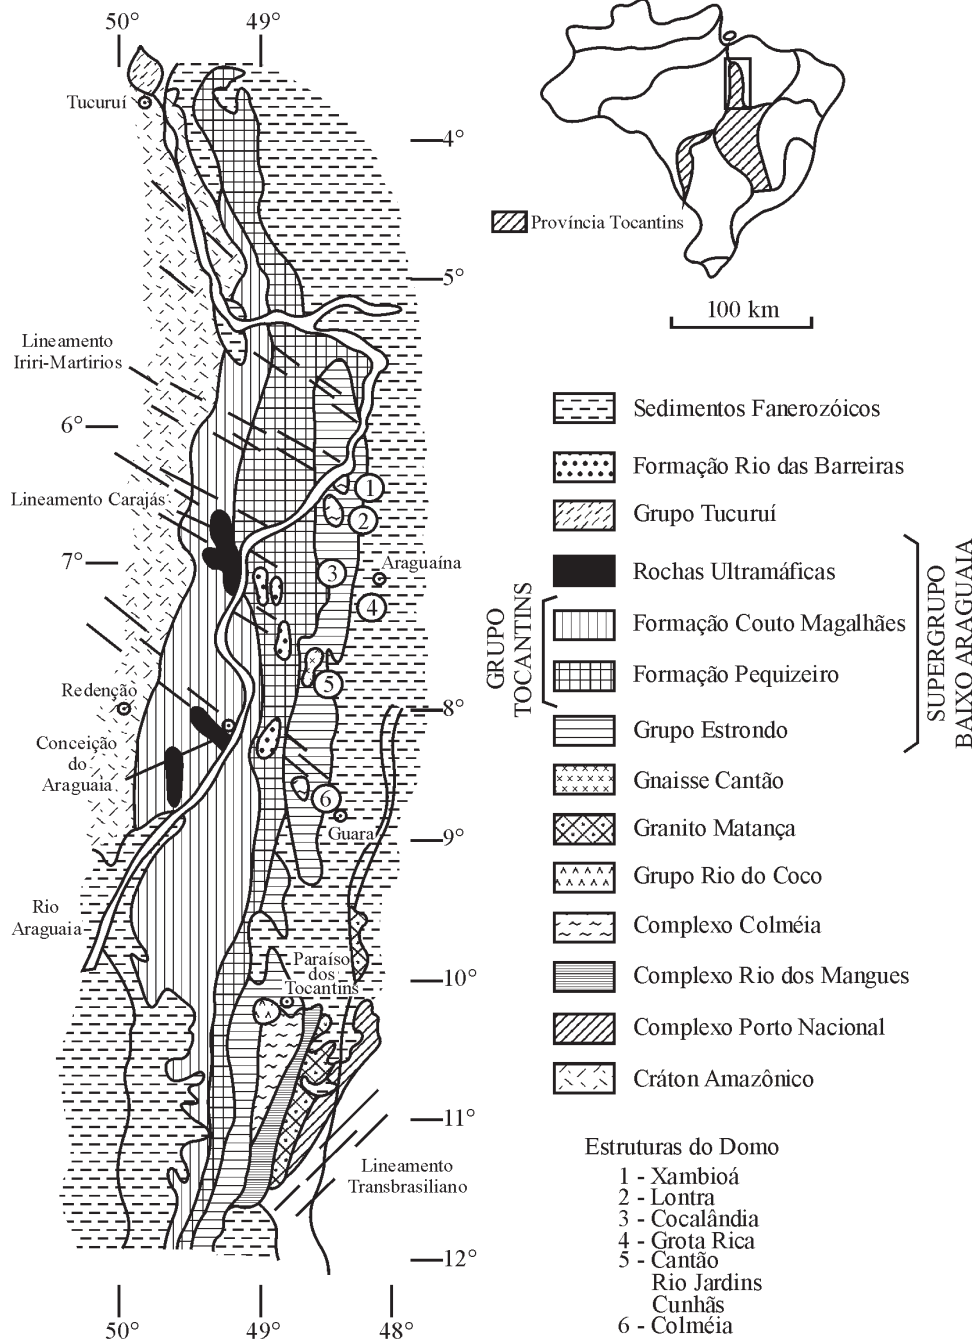 50°
49°
Tucuruí
4°
5°
Lineamento
Iriri-Martirios
6°
Lineamento Carajás
1
2
7°
3
Araguaína
4
Redenção
5
8°
Conceição
do
Araguaia
6
Guara
9°
Rio
Araguaia
Paraíso
dos
Tocantins
10°
11°
Lineamento
Transbrasiliano
12°
50°
49°
48°
Província Tocantins
100 km
Sedimentos Fanerozóicos
Formação Rio das Barreiras
Grupo Tucuruí
Rochas Ultramáficas
Formação Couto Magalhães
Formação Pequizeiro
Grupo Estrondo
GRUPO
TOCANTINS
SUPERGRUPO
BAIXO ARAGUAIA
Gnaisse Cantão
Granito Matança
Grupo Rio do Coco
Complexo Colméia
Complexo Rio dos Mangues
Complexo Porto Nacional
Cráton Amazônico
Estruturas do Domo
1 - Xambioá
2 - Lontra
3 - Cocalândia
4 - Grota Rica
5 - Cantão
Rio Jardins
Cunhãs
6 - Colméia